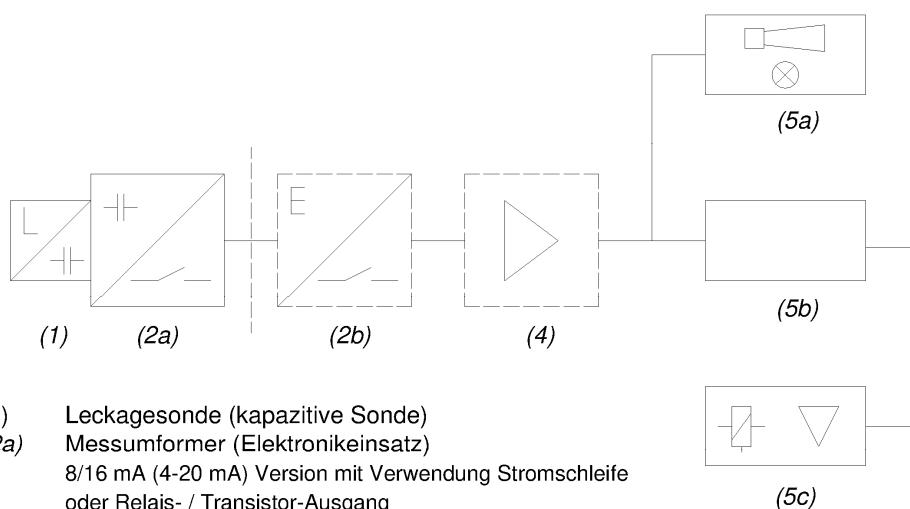 (5a)
L
E
(1)
(2a)
(2b)
(4)
(5b)
) Leckagesonde (kapazitive Sonde)
2a) Messumformer (Elektronikeinsatz)
8/16 mA (4-20 mA) Version mit Verwendung Stromschleife
oder Relais- / Transistor-Ausgang
(5c)